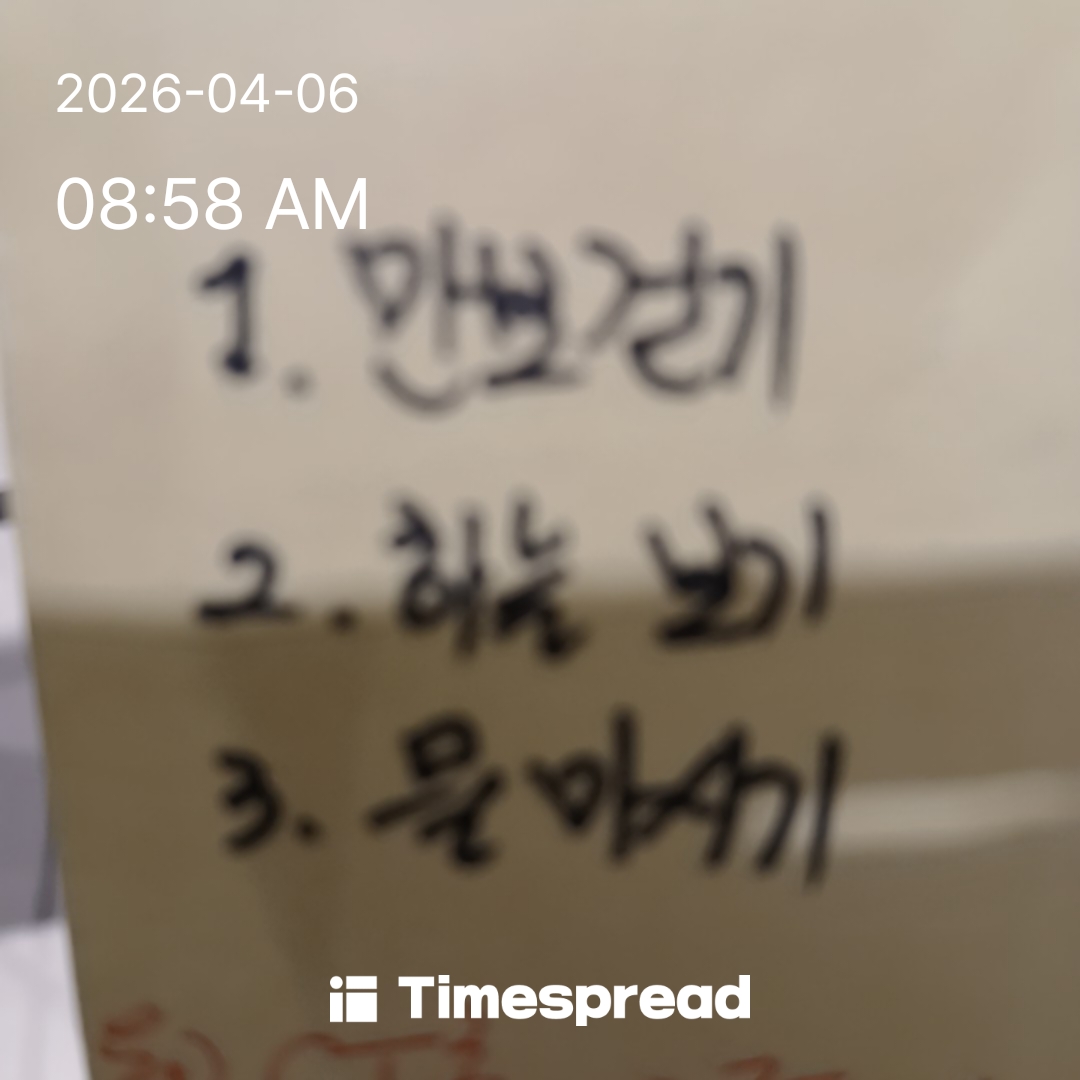 2026-04-06
08:58 AM
1. 만보걷기
2. 하늘 보기
3. 물 마시기
Timespread